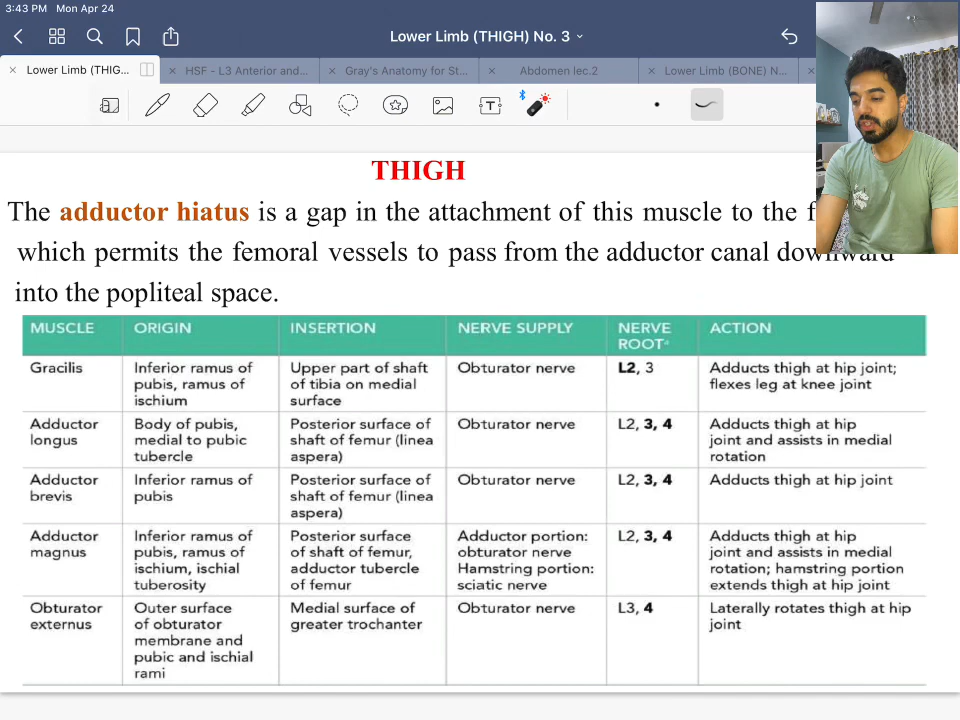 3:43 PM Mon Apr 24
Lower Limb (THIGH) No. 3
Lower Limb (THIG...
HSF - L3 Anterior and...
Gray's Anatomy for St...
Abdomen lec.2
Lower Limb (BONE) N...
THIGH
The adductor hiatus is a gap in the attachment of this muscle to the
which permits the femoral vessels to pass from the adductor canal downward
into the popliteal space.
MUSCLE ORIGIN INSERTION NERVE SUPPLY NERVE ROOTᵃ ACTION
Gracilis Inferior ramus of pubis, ramus of ischium Upper part of shaft of tibia on medial surface Obturator nerve L2, 3 Adducts thigh at hip joint; flexes leg at knee joint
Adductor longus Body of pubis, medial to pubic tubercle Posterior surface of shaft of femur (linea aspera) Obturator nerve L2, 3, 4 Adducts thigh at hip joint and assists in medial rotation
Adductor brevis Inferior ramus of pubis Posterior surface of shaft of femur (linea aspera) Obturator nerve L2, 3, 4 Adducts thigh at hip joint
Adductor magnus Inferior ramus of pubis, ramus of ischium, ischial tuberosity Posterior surface of shaft of femur, adductor tubercle of femur Adductor portion: obturator nerve Hamstring portion: sciatic nerve L2, 3, 4 Adducts thigh at hip joint and assists in medial rotation; hamstring portion extends thigh at hip joint
Obturator externus Outer surface of obturator membrane and pubic and ischial rami Medial surface of greater trochanter Obturator nerve L3, 4 Laterally rotates thigh at hip joint